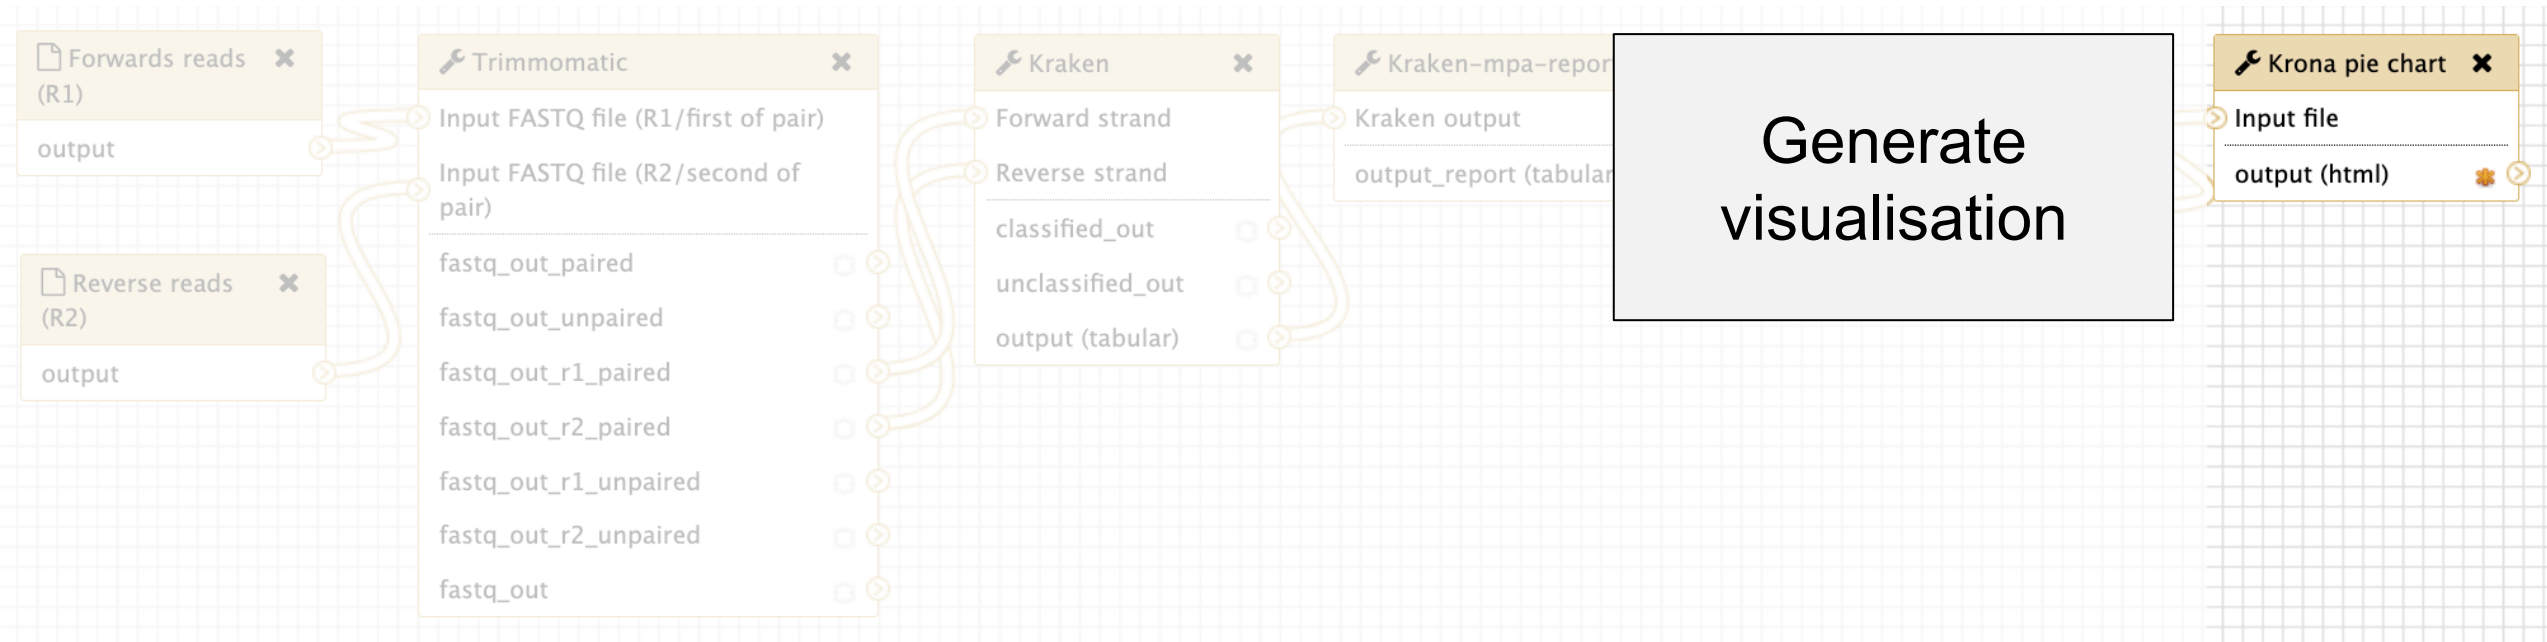 Forwards reads
(R1)
output
Reverse reads
(R2)
output
Trimmomatic
Input FASTQ file (R1/first of pair)
Input FASTQ file (R2/second of
pair)
fastq_out_paired
fastq_out_unpaired
fastq_out_r1_paired
fastq_out_r2_paired
fastq_out_r1_unpaired
fastq_out_r2_unpaired
fastq_out
Kraken
Forward strand
Reverse strand
classified_out
unclassified_out
output (tabular)
Kraken-mpa-repor
Kraken output
output_report (tabular
Generate
visualisation
Krona pie chart
Input file
output (html)